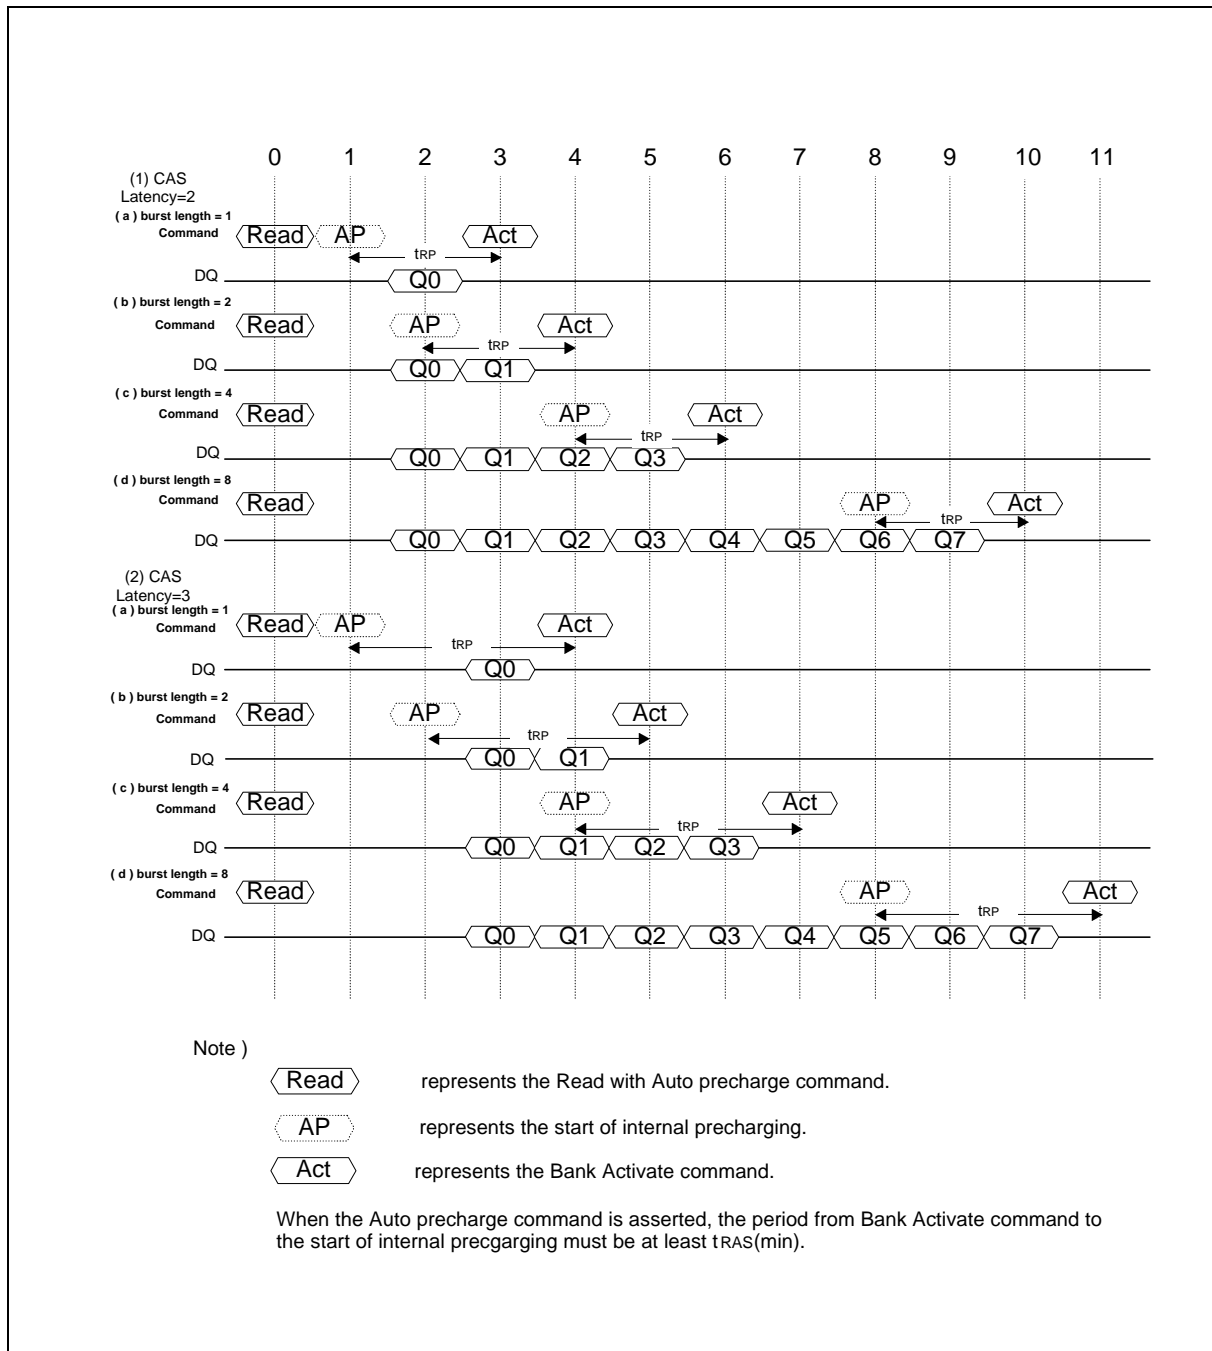 0 1 2 3 4 5 6 7 8 9 10 11
(1) CAS
Latency=2
( a ) burst length = 1
Command Read AP Act
tRP
DQ Q0
( b ) burst length = 2
Command Read AP Act
tRP
DQ Q0 Q1
( c ) burst length = 4
Command Read AP Act
tRP
DQ Q0 Q1 Q2 Q3
( d ) burst length = 8
Command Read AP Act
tRP
DQ Q0 Q1 Q2 Q3 Q4 Q5 Q6 Q7
(2) CAS
Latency=3
( a ) burst length = 1
Command Read AP Act
tRP
DQ Q0
( b ) burst length = 2
Command Read AP Act
tRP
DQ Q0 Q1
( c ) burst length = 4
Command Read AP Act
tRP
DQ Q0 Q1 Q2 Q3
( d ) burst length = 8
Command Read AP Act
tRP
DQ Q0 Q1 Q2 Q3 Q4 Q5 Q6 Q7
Note )
Read represents the Read with Auto precharge command.
AP represents the start of internal precharging.
Act represents the Bank Activate command.
When the Auto precharge command is asserted, the period from Bank Activate command to
the start of internal precgarging must be at least tRAS(min).